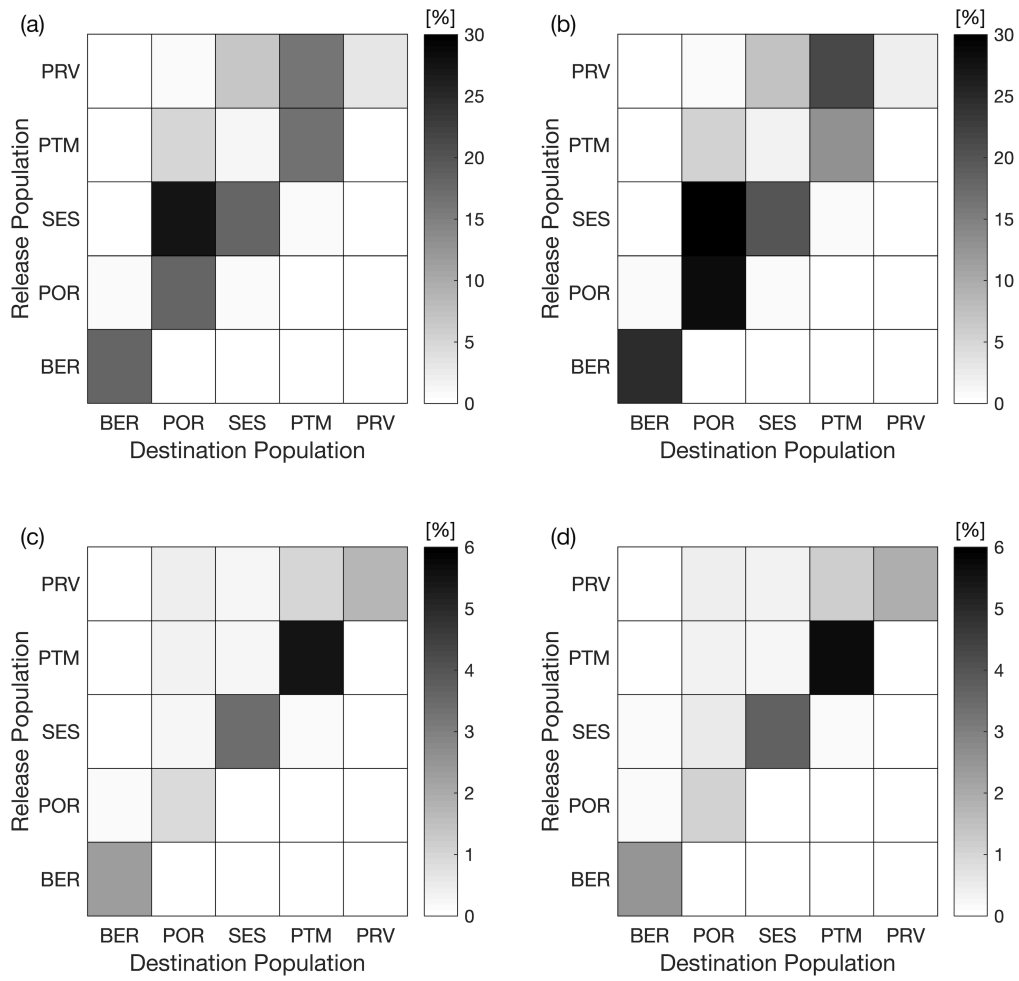 (a)
[%]
PRV
PTM
SES
POR
BER
Release Population
BER POR SES PTM PRV
Destination Population
30
25
20
15
10
5
0
(b)
[%]
PRV
PTM
SES
POR
BER
Release Population
BER POR SES PTM PRV
Destination Population
30
25
20
15
10
5
0
(c)
[%]
PRV
PTM
SES
POR
BER
Release Population
BER POR SES PTM PRV
Destination Population
6
5
4
3
2
1
0
(d)
[%]
PRV
PTM
SES
POR
BER
Release Population
BER POR SES PTM PRV
Destination Population
6
5
4
3
2
1
0